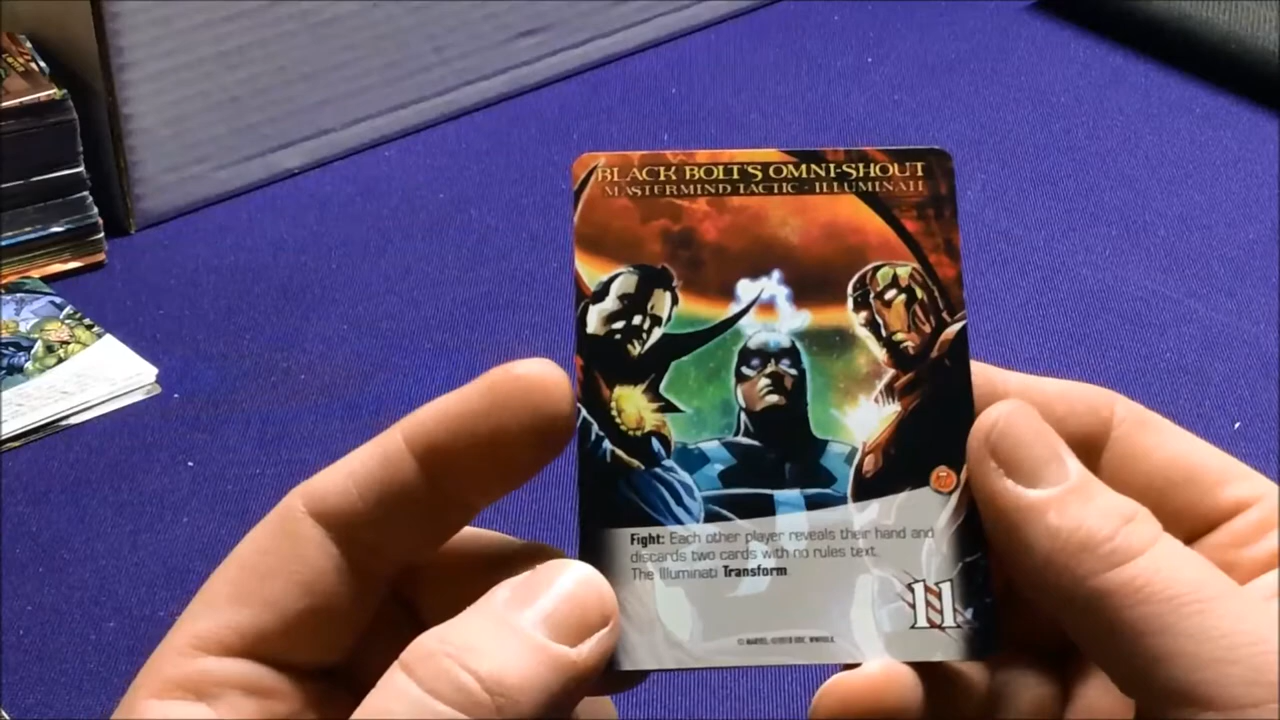 BLACK BOLT'S OMNI-SHOUT
MASTERMIND TACTIC - ILLUMINATI
7
Fight: Each other player reveals their hand and
discards two cards with no rules text.
The Illuminati Transform.
11